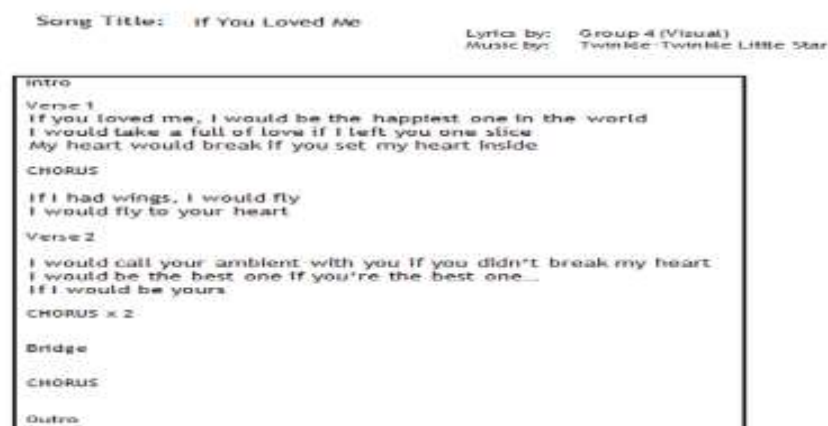 Song Title: If You Loved Me
Lyrics by: Group 4 (Visual)
Music by: Twinkle-Twinkle Little Star
Intro
Verse 1
If you loved me, I would be the happiest one in the world
I would take a full of love if I left you one slice
My heart would break if you set my heart inside
CHORUS
If I had wings, I would fly
I would fly to your heart
Verse 2
I would call your ambient with you if you didn't break my heart
I would be the best one if you're the best one...
If I would be yours
CHORUS x 2
Bridge
CHORUS
Outro